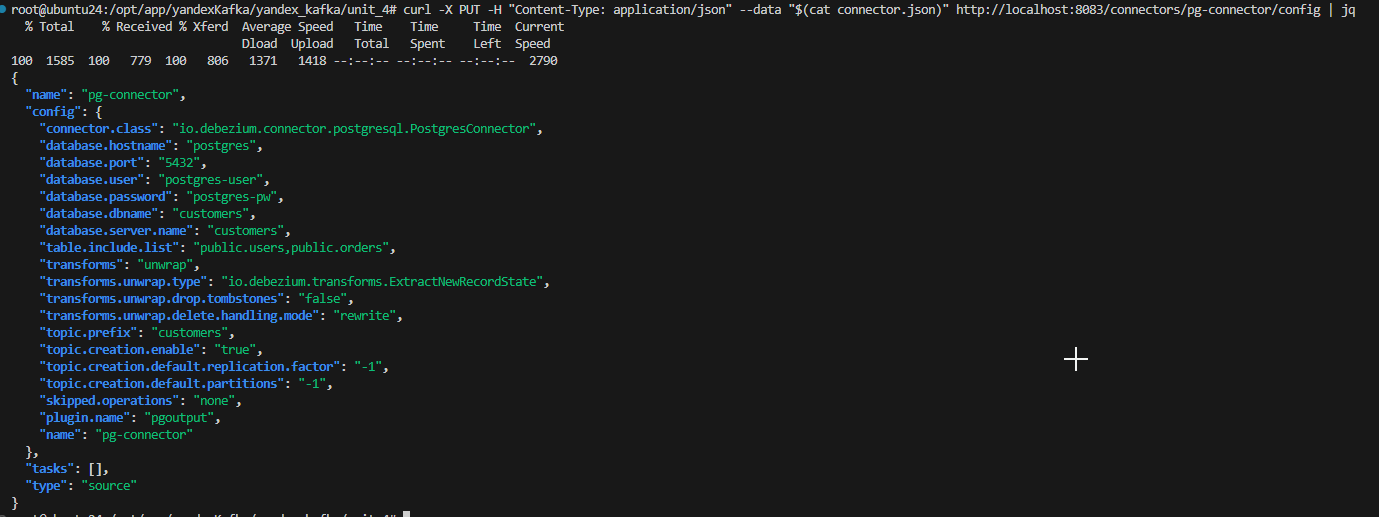 root@ubuntu24:/opt/app/yandexKafka/yandex_kafka/unit_4# curl -X PUT -H "Content-Type: application/json" --data "$(cat connector.json)" http://localhost:8083/connectors/pg-connector/config | jq
  % Total    % Received % Xferd  Average Speed   Time    Time     Time  Current
                                 Dload  Upload   Total   Spent    Left  Speed
100  1585  100   779  100   806   1371   1418 --:--:-- --:--:-- --:--:--  2790
{
  "name": "pg-connector",
  "config": {
    "connector.class": "io.debezium.connector.postgresql.PostgresConnector",
    "database.hostname": "postgres",
    "database.port": "5432",
    "database.user": "postgres-user",
    "database.password": "postgres-pw",
    "database.dbname": "customers",
    "database.server.name": "customers",
    "table.include.list": "public.users,public.orders",
    "transforms": "unwrap",
    "transforms.unwrap.type": "io.debezium.transforms.ExtractNewRecordState",
    "transforms.unwrap.drop.tombstones": "false",
    "transforms.unwrap.delete.handling.mode": "rewrite",
    "topic.prefix": "customers",
    "topic.creation.enable": "true",
    "topic.creation.default.replication.factor": "-1",
    "topic.creation.default.partitions": "-1",
    "skipped.operations": "none",
    "plugin.name": "pgoutput",
    "name": "pg-connector"
  },
  "tasks": [],
  "type": "source"
}